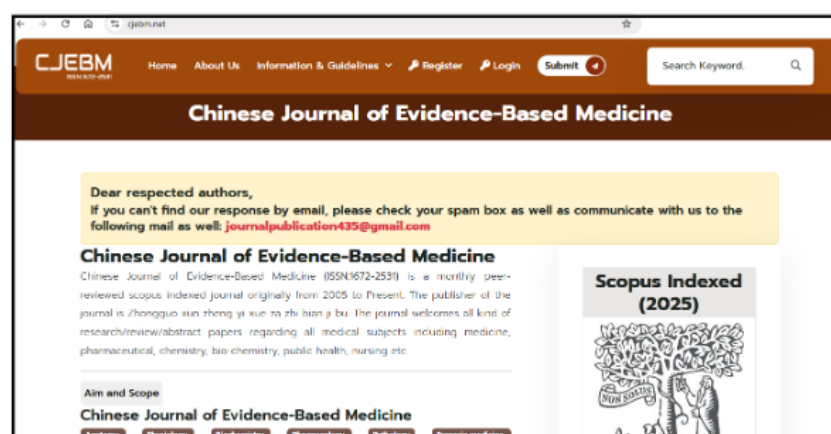 cjebm.net
CJEBM
Home About Us Information & Guidelines Register Login Submit Search Keyword.
Chinese Journal of Evidence-Based Medicine
Dear respected authors,
If you can't find our response by email, please check your spam box as well as communicate with us to the
following mail as well: journalpublication435@gmail.com
Chinese Journal of Evidence-Based Medicine
Chinese Journal of Evidence-Based Medicine (ISSN:1672-2531) is a monthly peer-
reviewed scopus indexed journal originally from 2005 to Present. The publisher of the
journal is Zhongguo xun zheng yi xue za zhi bian ji bu. The journal welcomes all kind of
research/review/abstract papers regarding all medical subjects including medicine,
pharmaceutical, chemistry, bio-chemistry, public health, nursing etc.
Scopus Indexed
(2025)
NON SOLUS
Aim and Scope
Chinese Journal of Evidence-Based Medicine